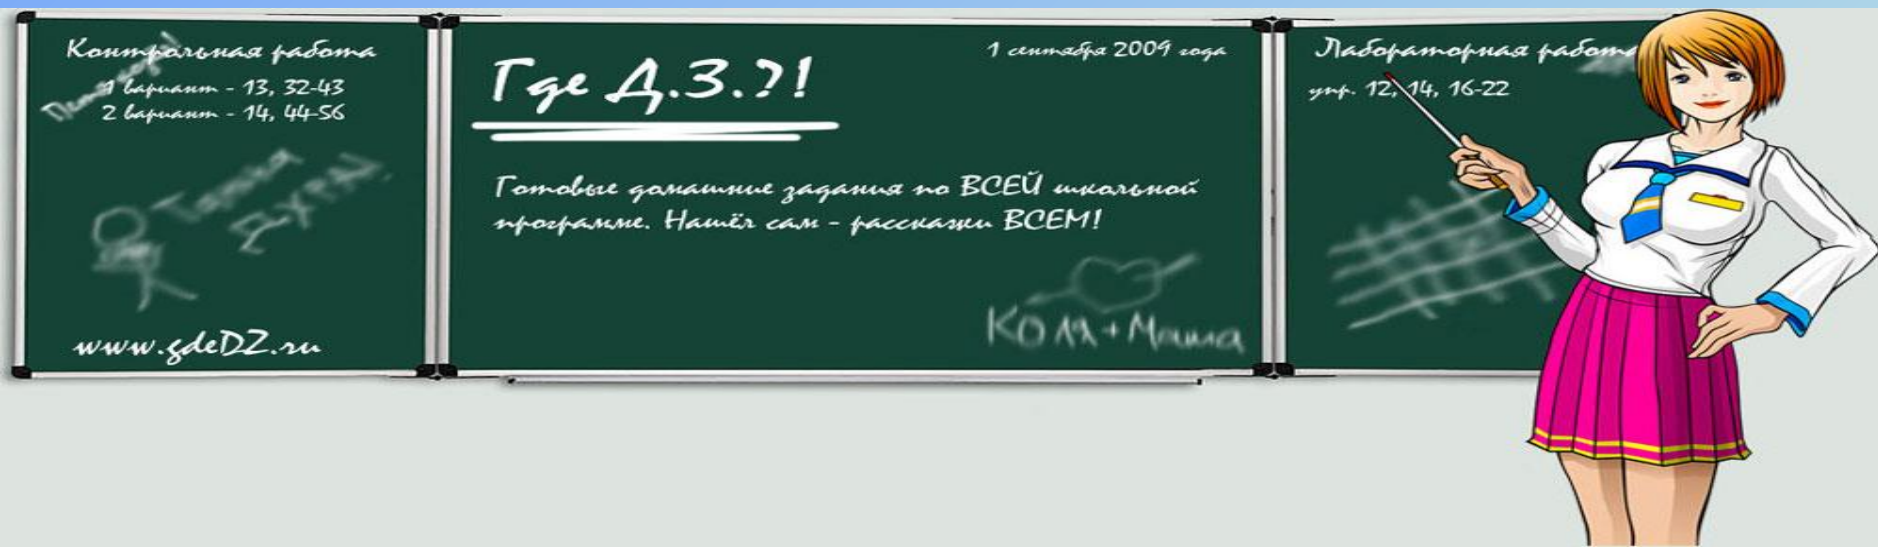 Контрольная работа
1 вариант - 13, 32-43
2 вариант - 14, 44-56
www.gdeDZ.ru
1 сентября 2009 года
Где Д.З.?!
Готовые домашние задания по ВСЕЙ школьной
программе. Нашёл сам - расскажи ВСЕМ!
Коля+Маша
Лабораторная работа
упр. 12, 14, 16-22